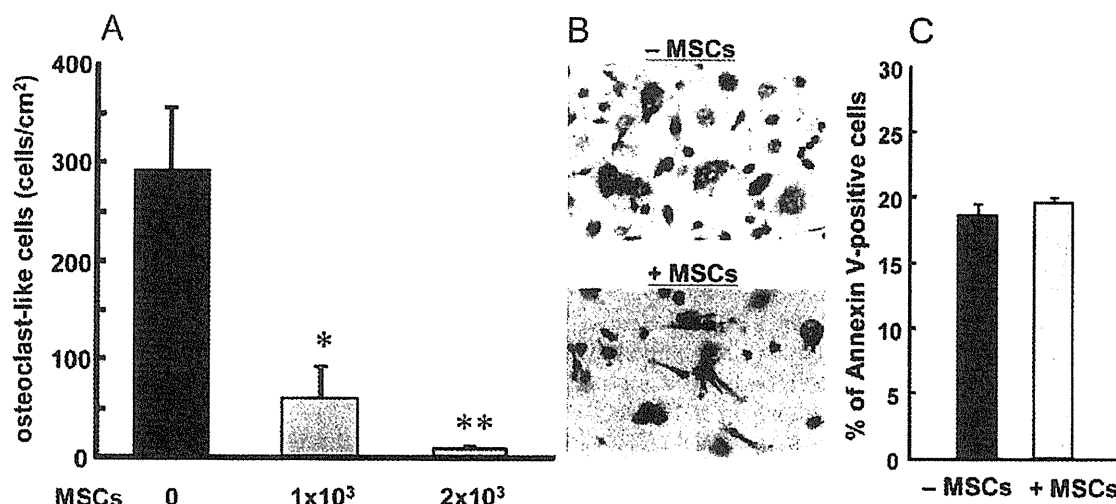 A
osteoclast-like cells (cells/cm²)
400
300
200
100
0
*
**
MSCs 0 1x10³ 2x10³
B
– MSCs
+ MSCs
C
% of Annexin V-positive cells
30
25
20
15
10
5
0
– MSCs + MSCs